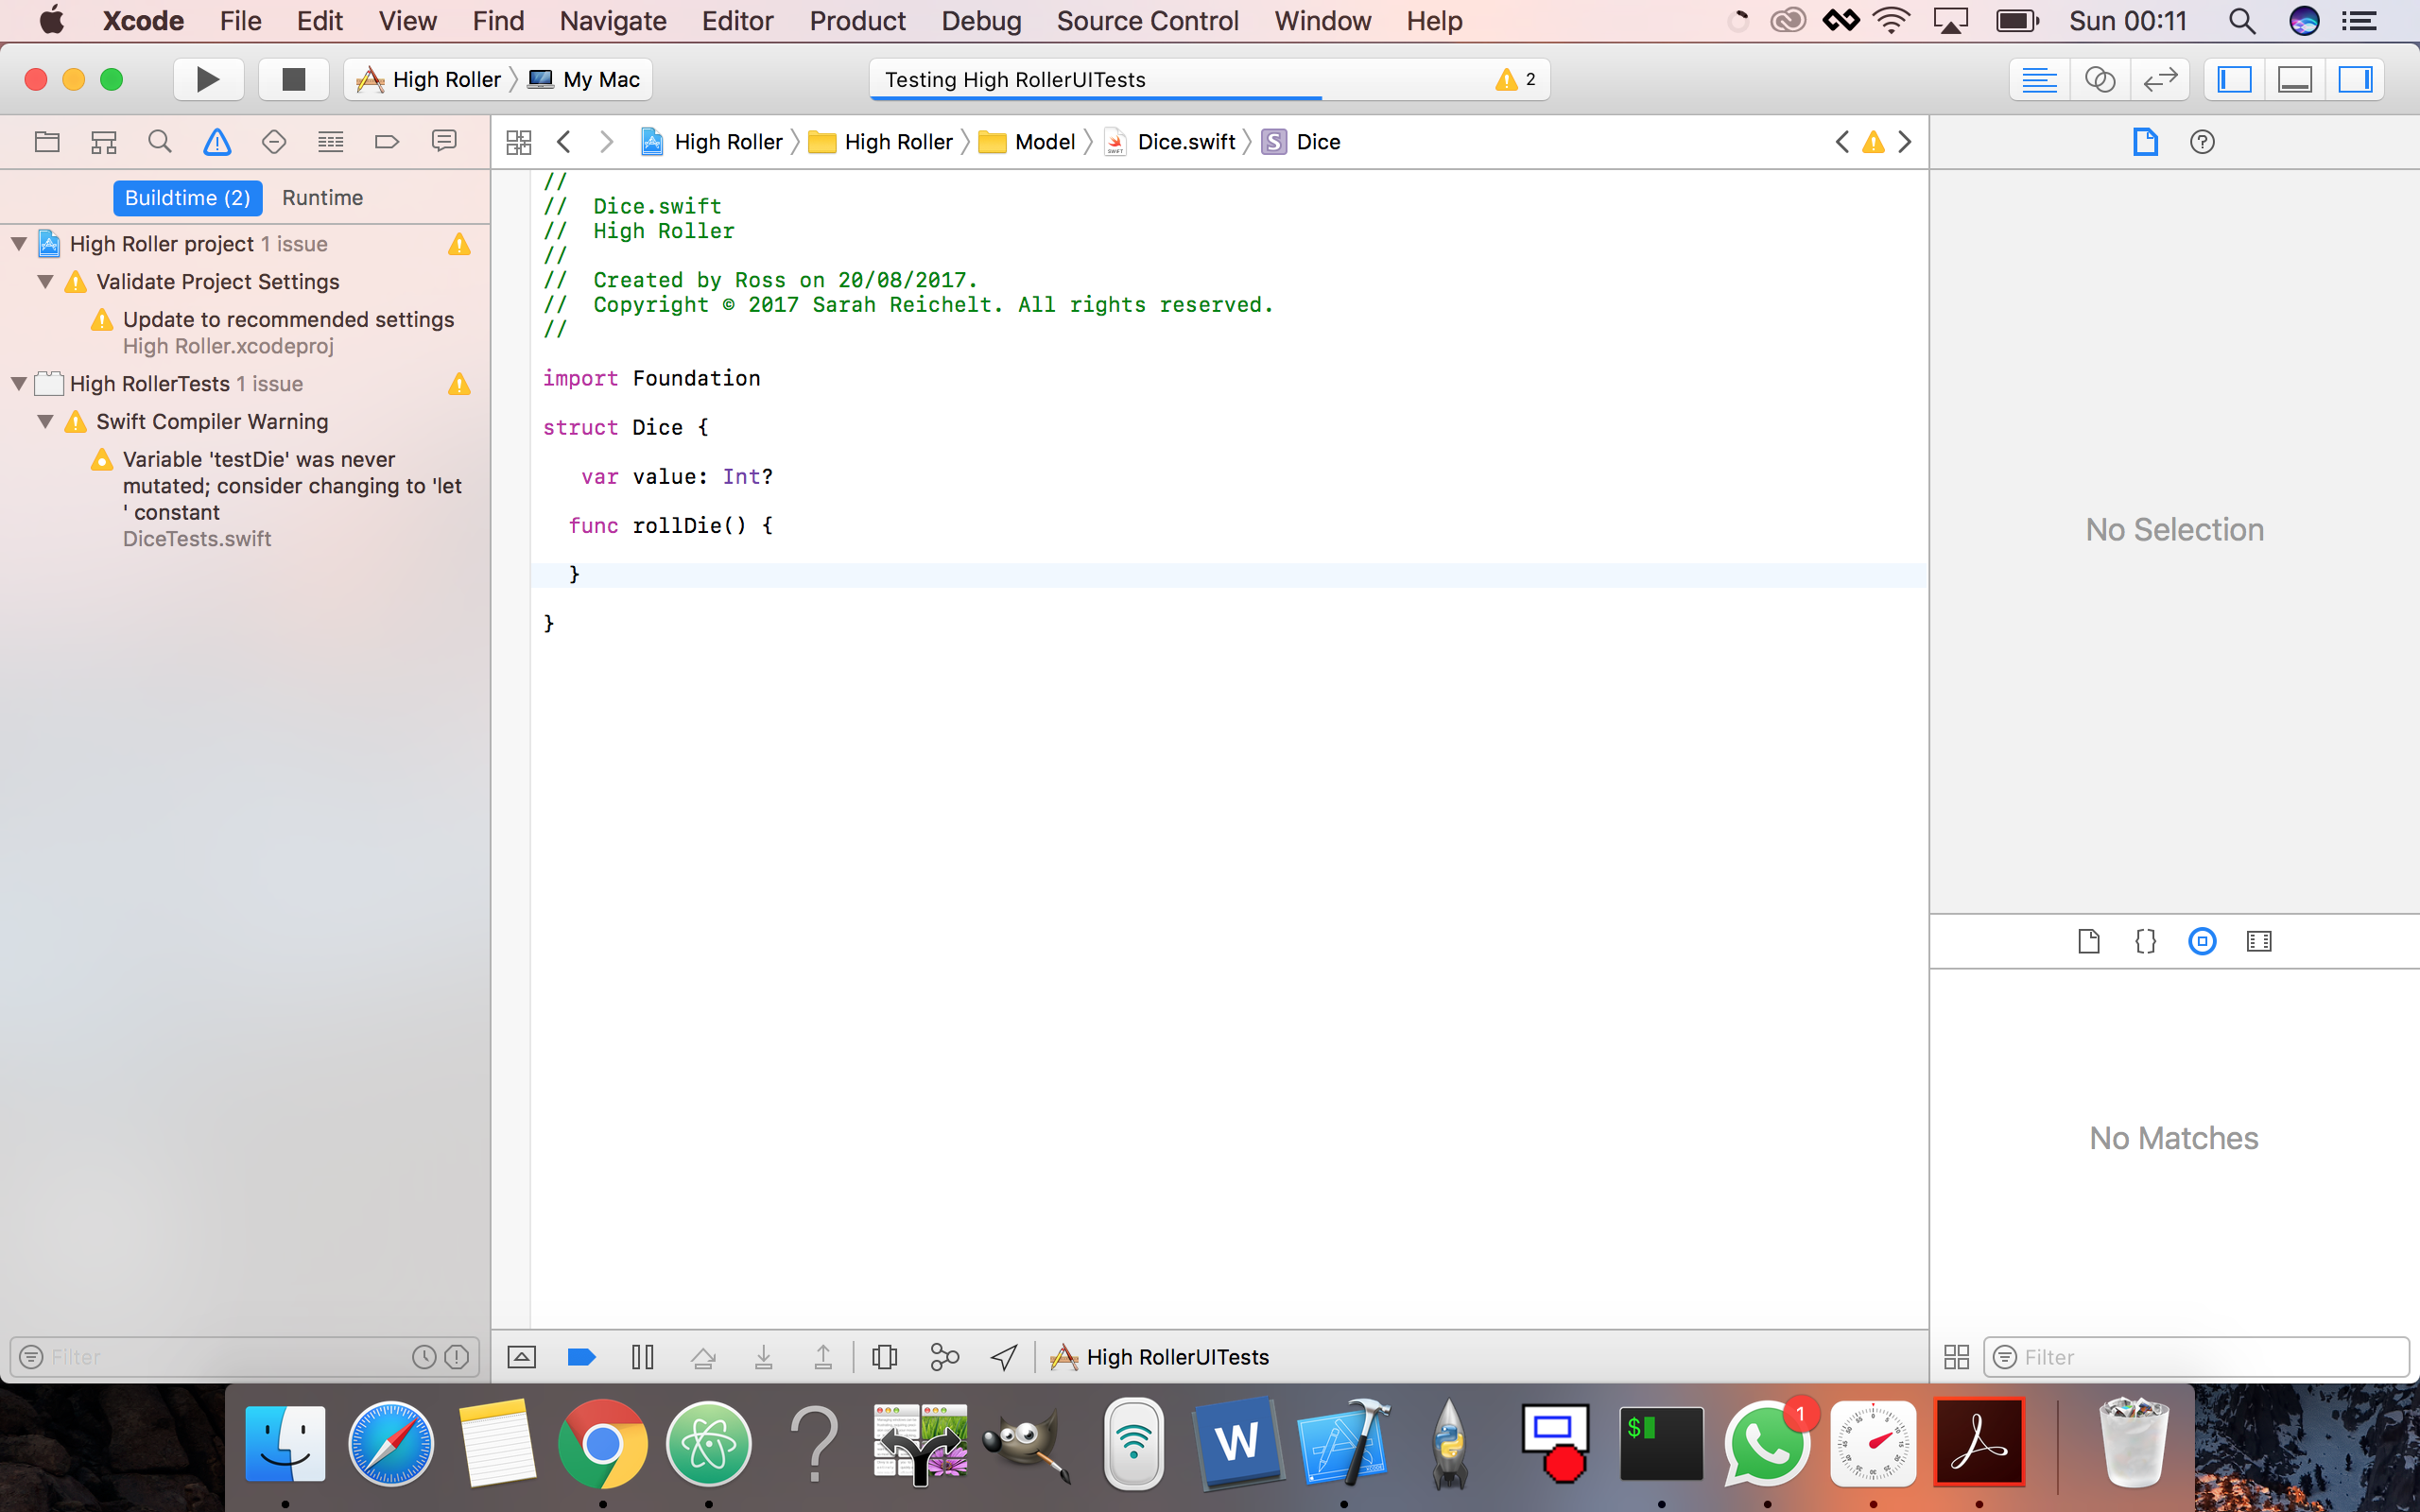 Xcode File Edit View Find Navigate Editor Product Debug Source Control Window Help Sun 00:11
High Roller My Mac
Testing High RollerUITests 2
High Roller High Roller Model Dice.swift S Dice
Buildtime (2) Runtime
High Roller project 1 issue
Validate Project Settings
Update to recommended settings
High Roller.xcodeproj
High RollerTests 1 issue
Swift Compiler Warning
Variable 'testDie' was never
mutated; consider changing to 'let
' constant
DiceTests.swift
//
//  Dice.swift
//  High Roller
//
//  Created by Ross on 20/08/2017.
//  Copyright © 2017 Sarah Reichelt. All rights reserved.
//
import Foundation
struct Dice {
var value: Int?
func rollDie() {
}
}
No Selection
No Matches
Filter
High RollerUITests
Filter
W
$
1